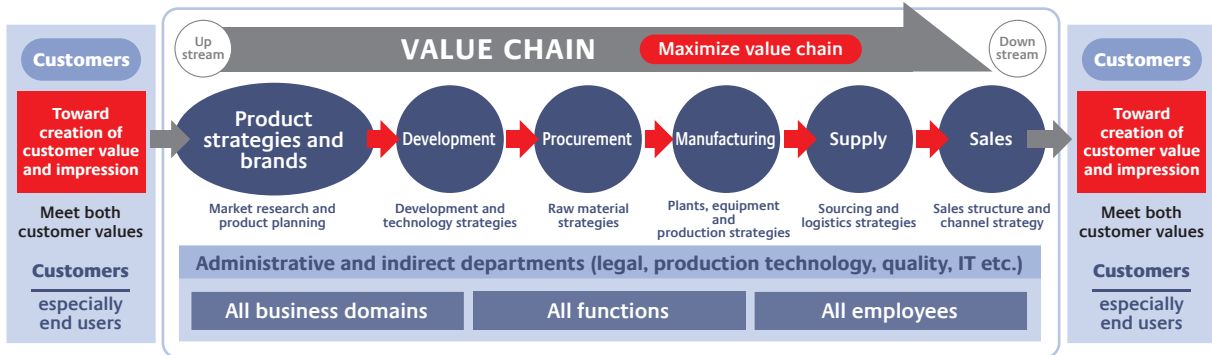 Customers
Toward
creation of
customer value
and impression
Meet both
customer values
Customers
especially
end users
Up
stream
VALUE CHAIN
Maximize value chain
Down
stream
Product
strategies and
brands
Development
Procurement
Manufacturing
Supply
Sales
Market research and
product planning
Development and
technology strategies
Raw material
strategies
Plants, equipment
and
production strategies
Sourcing and
logistics strategies
Sales structure and
channel strategy
Administrative and indirect departments (legal, production technology, quality, IT etc.)
All business domains
All functions
All employees
Customers
Toward
creation of
customer value
and impression
Meet both
customer values
Customers
especially
end users